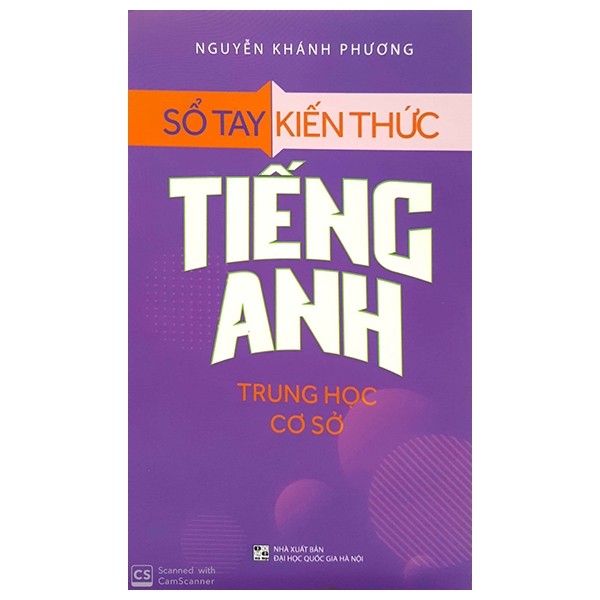 NGUYỄN KHÁNH PHƯƠNG
SỔ TAY KIẾN THỨC
TIẾNG
ANH
TRUNG HỌC
CƠ SỞ
NHÀ XUẤT BẢN
ĐẠI HỌC QUỐC GIA HÀ NỘI
CS Scanned with
CamScanner